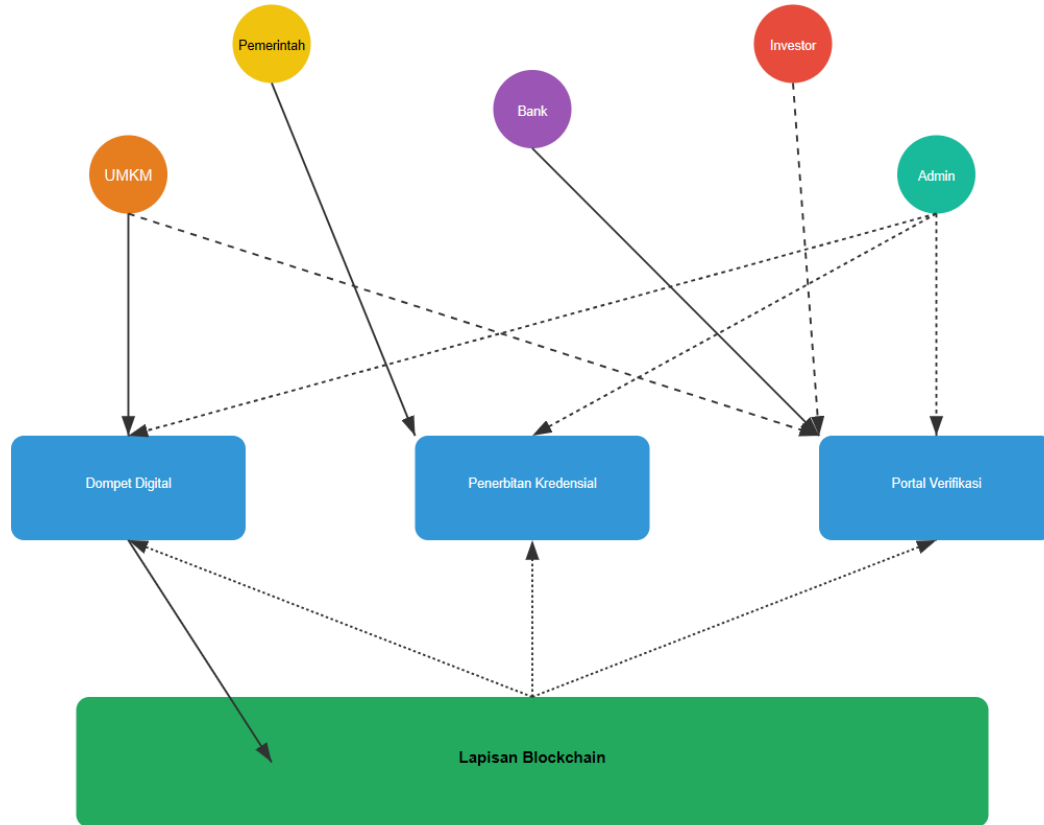 Pemerintah
Investor
Bank
UMKM
Admin
Dompet Digital
Penerbitan Kredensial
Portal Verifikasi
Lapisan Blockchain